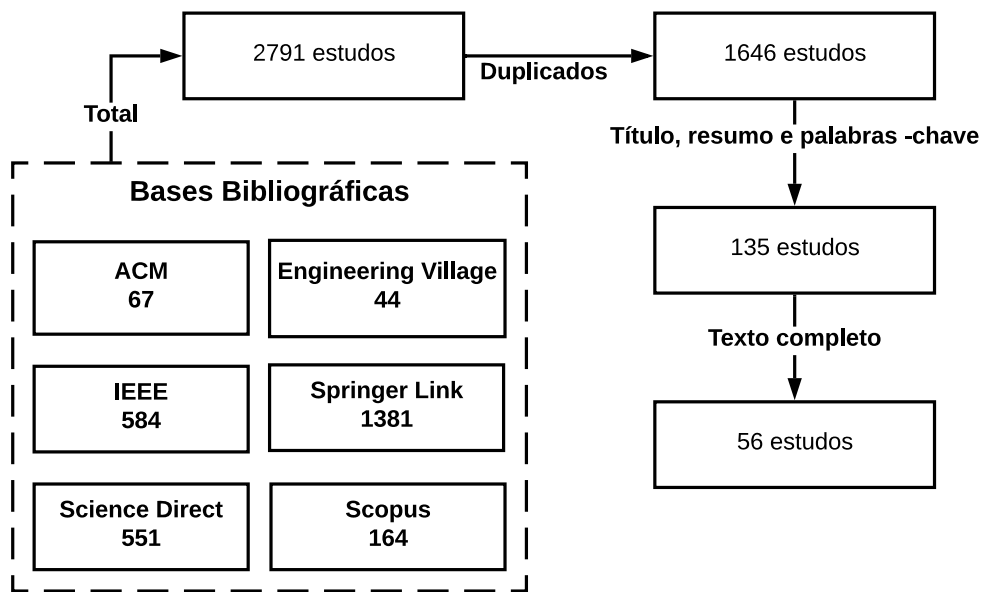 2791 estudos
Duplicados
1646 estudos
Total
Título, resumo e palabras -chave
Bases Bibliográficas
135 estudos
ACM
67
Engineering Village
44
Texto completo
IEEE
584
Springer Link
1381
56 estudos
Science Direct
551
Scopus
164